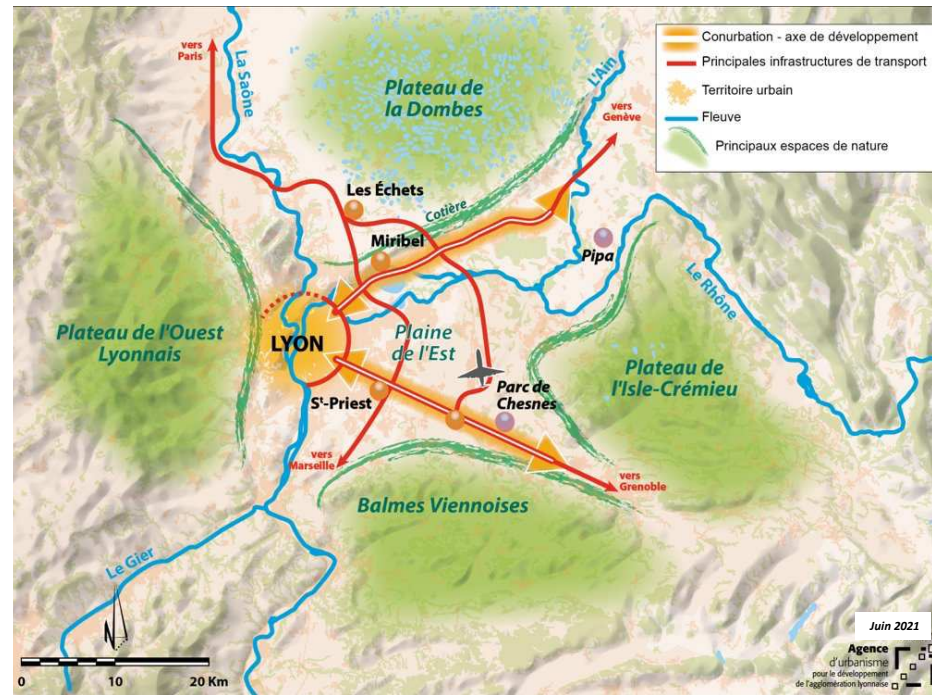 vers
Paris
La Saône
Plateau de
la Dombes
L'Ain
vers
Genève
Conurbation - axe de développement
Principales infrastructures de transport
Territoire urbain
Fleuve
Principaux espaces de nature
Les Échets
Cotière
Miribel
Pipa
Le Rhône
Plateau de l'Ouest
Lyonnais
LYON
Plaine
de l'Est
Plateau de
l'Isle-Crémieu
St-Priest
Parc de
Chesnes
vers
Marseille
vers
Grenoble
Balmes Viennoises
Le Gier
N
0 10 20 Km
Juin 2021
Agence
d'urbanisme
pour le développement
de l'agglomération lyonnaise